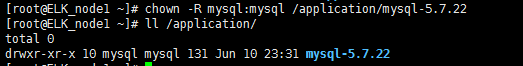 [root@ELK_node1 ~]# chown -R mysql:mysql /application/mysql-5.7.22
[root@ELK_node1 ~]# ll /application/
total 0
drwxr-xr-x 10 mysql mysql 131 Jun 10 23:31 mysql-5.7.22
[root@ELK_node1 ~]#